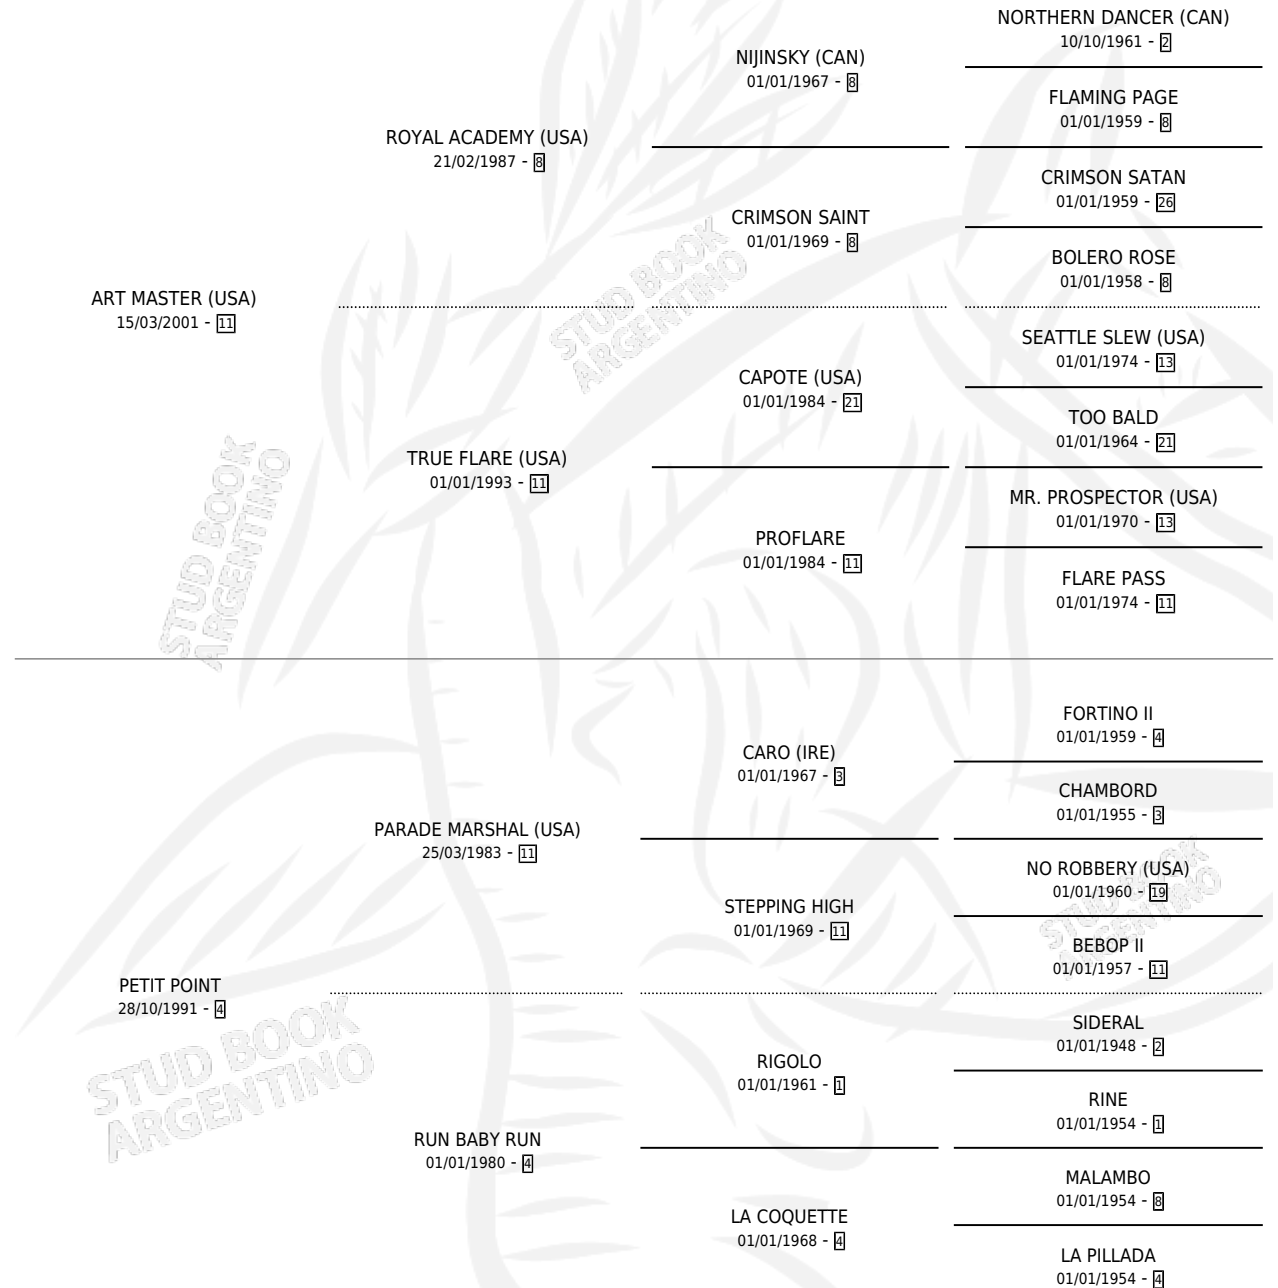 NORTHERN DANCER (CAN)
10/10/1961 - 2
NIJINSKY (CAN)
01/01/1967 - 8
FLAMING PAGE
01/01/1959 - 8
ROYAL ACADEMY (USA)
21/02/1987 - 8
CRIMSON SATAN
01/01/1959 - 26
CRIMSON SAINT
01/01/1969 - 8
BOLERO ROSE
01/01/1958 - 8
ART MASTER (USA)
15/03/2001 - 11
SEATTLE SLEW (USA)
01/01/1974 - 13
CAPOTE (USA)
01/01/1984 - 21
TOO BALD
01/01/1964 - 21
TRUE FLARE (USA)
01/01/1993 - 11
MR. PROSPECTOR (USA)
01/01/1970 - 13
PROFLARE
01/01/1984 - 11
FLARE PASS
01/01/1974 - 11
FORTINO II
01/01/1959 - 4
CARO (IRE)
01/01/1967 - 3
CHAMBORD
01/01/1955 - 3
PARADE MARSHAL (USA)
25/03/1983 - 11
NO ROBBERY (USA)
01/01/1960 - 19
STEPPING HIGH
01/01/1969 - 11
BEBOP II
01/01/1957 - 11
PETIT POINT
28/10/1991 - 4
SIDERAL
01/01/1948 - 2
RIGOLO
01/01/1961 - 1
RINE
01/01/1954 - 1
RUN BABY RUN
01/01/1980 - 4
MALAMBO
01/01/1954 - 8
LA COQUETTE
01/01/1968 - 4
LA PILLADA
01/01/1954 - 4
STUD BOOK
ARGENTINO
STUD BOOK
ARGENTINO
STUD BOOK
ARGENTINO
STUD BOOK
ARGENTINO